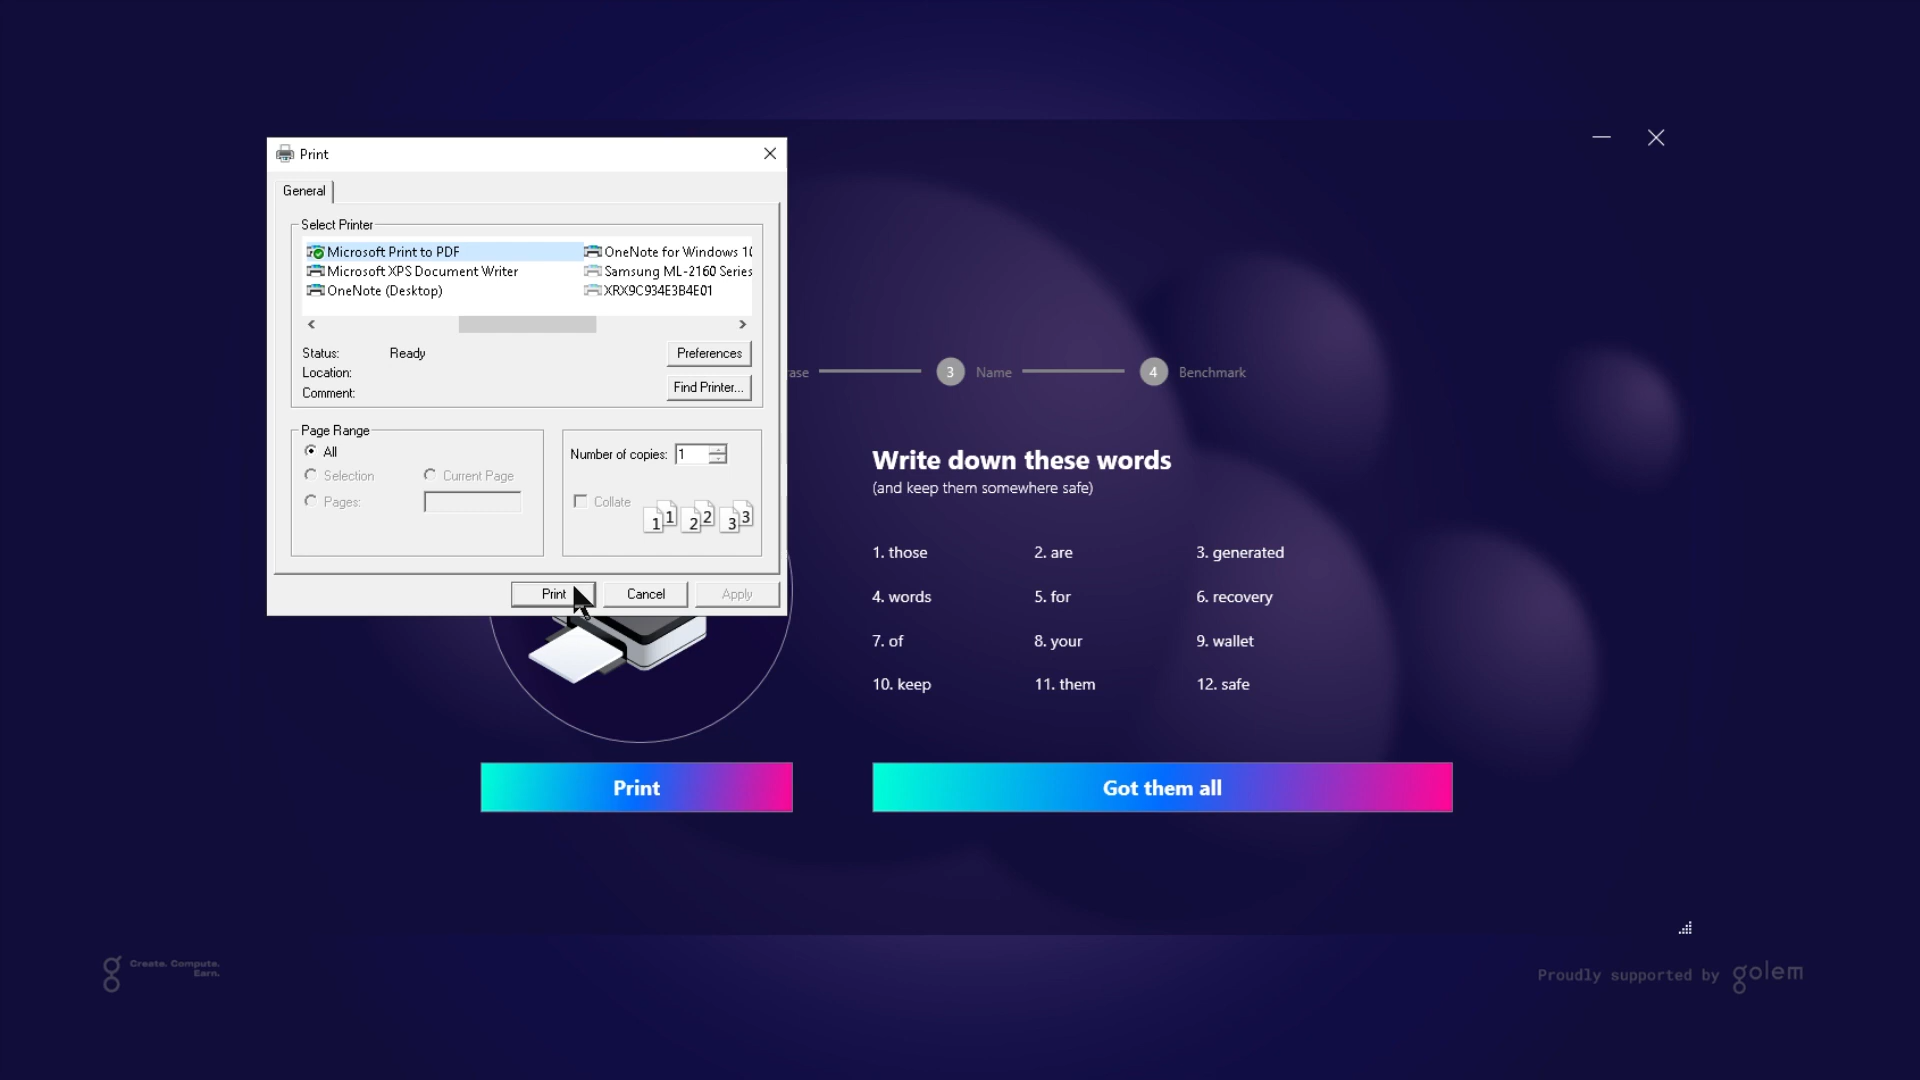 Print
General
Select Printer
Microsoft Print to PDF
Microsoft XPS Document Writer
OneNote (Desktop)
OneNote for Windows 10
Samsung ML-2160 Series
XRX9C934E3B4E01
Status: Ready
Location:
Comment:
Preferences
Find Printer...
Page Range
All
Selection
Current Page
Pages:
Number of copies: 1
Collate
1 1 2 2 3 3
Print
Cancel
Apply
rase
3 Name
4 Benchmark
Write down these words
(and keep them somewhere safe)
1. those 2. are 3. generated
4. words 5. for 6. recovery
7. of 8. your 9. wallet
10. keep 11. them 12. safe
Print
Got them all
Create. Compute.
Earn.
Proudly supported by golem